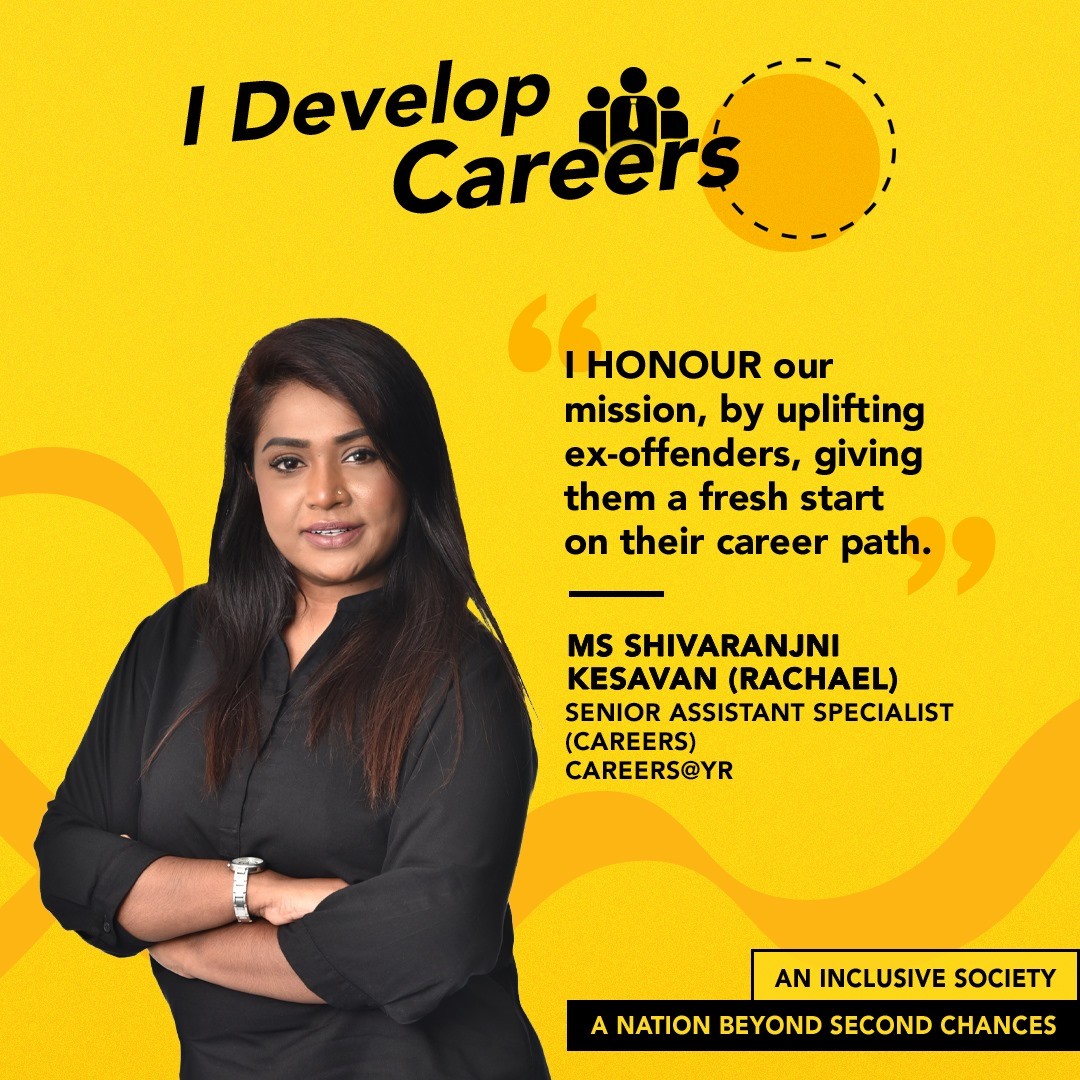 I Develop
Careers
“I HONOUR our
mission, by uplifting
ex-offenders, giving
them a fresh start
on their career path.”
MS SHIVARANJNI
KESAVAN (RACHAEL)
SENIOR ASSISTANT SPECIALIST
(CAREERS)
CAREERS@YR
AN INCLUSIVE SOCIETY
A NATION BEYOND SECOND CHANCES